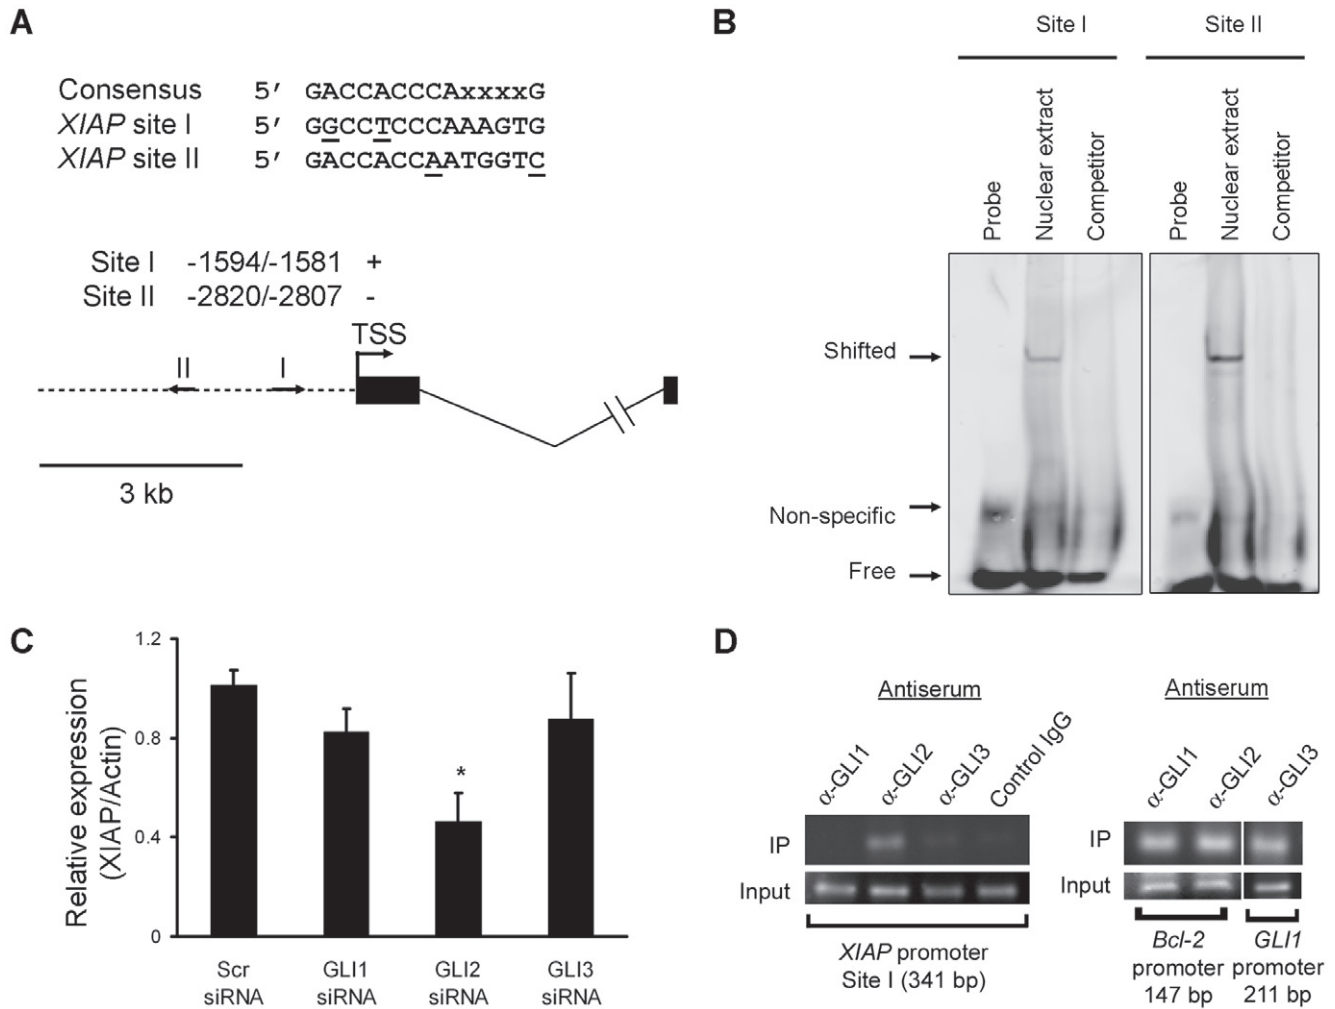 A
Consensus 5′ GACCACCCAxxxxG
XIAP site I 5′ GGCCTCCCAAAGTG
XIAP site II 5′ GACCACCAATGGTC
Site I -1594/-1581 +
Site II -2820/-2807 -
TSS
II I
3 kb
B
Site I Site II
Probe Nuclear extract Competitor Probe Nuclear extract Competitor
Shifted
Non-specific
Free
C
Relative expression
(XIAP/Actin)
1.2
0.8
0.4
0
*
Scr
siRNA
GLI1
siRNA
GLI2
siRNA
GLI3
siRNA
D
Antiserum
α-GLI1 α-GLI2 α-GLI3 Control IgG
IP
Input
XIAP promoter
Site I (341 bp)
Antiserum
α-GLI1 α-GLI2 α-GLI3
IP
Input
Bcl-2
promoter
147 bp
GLI1
promoter
211 bp